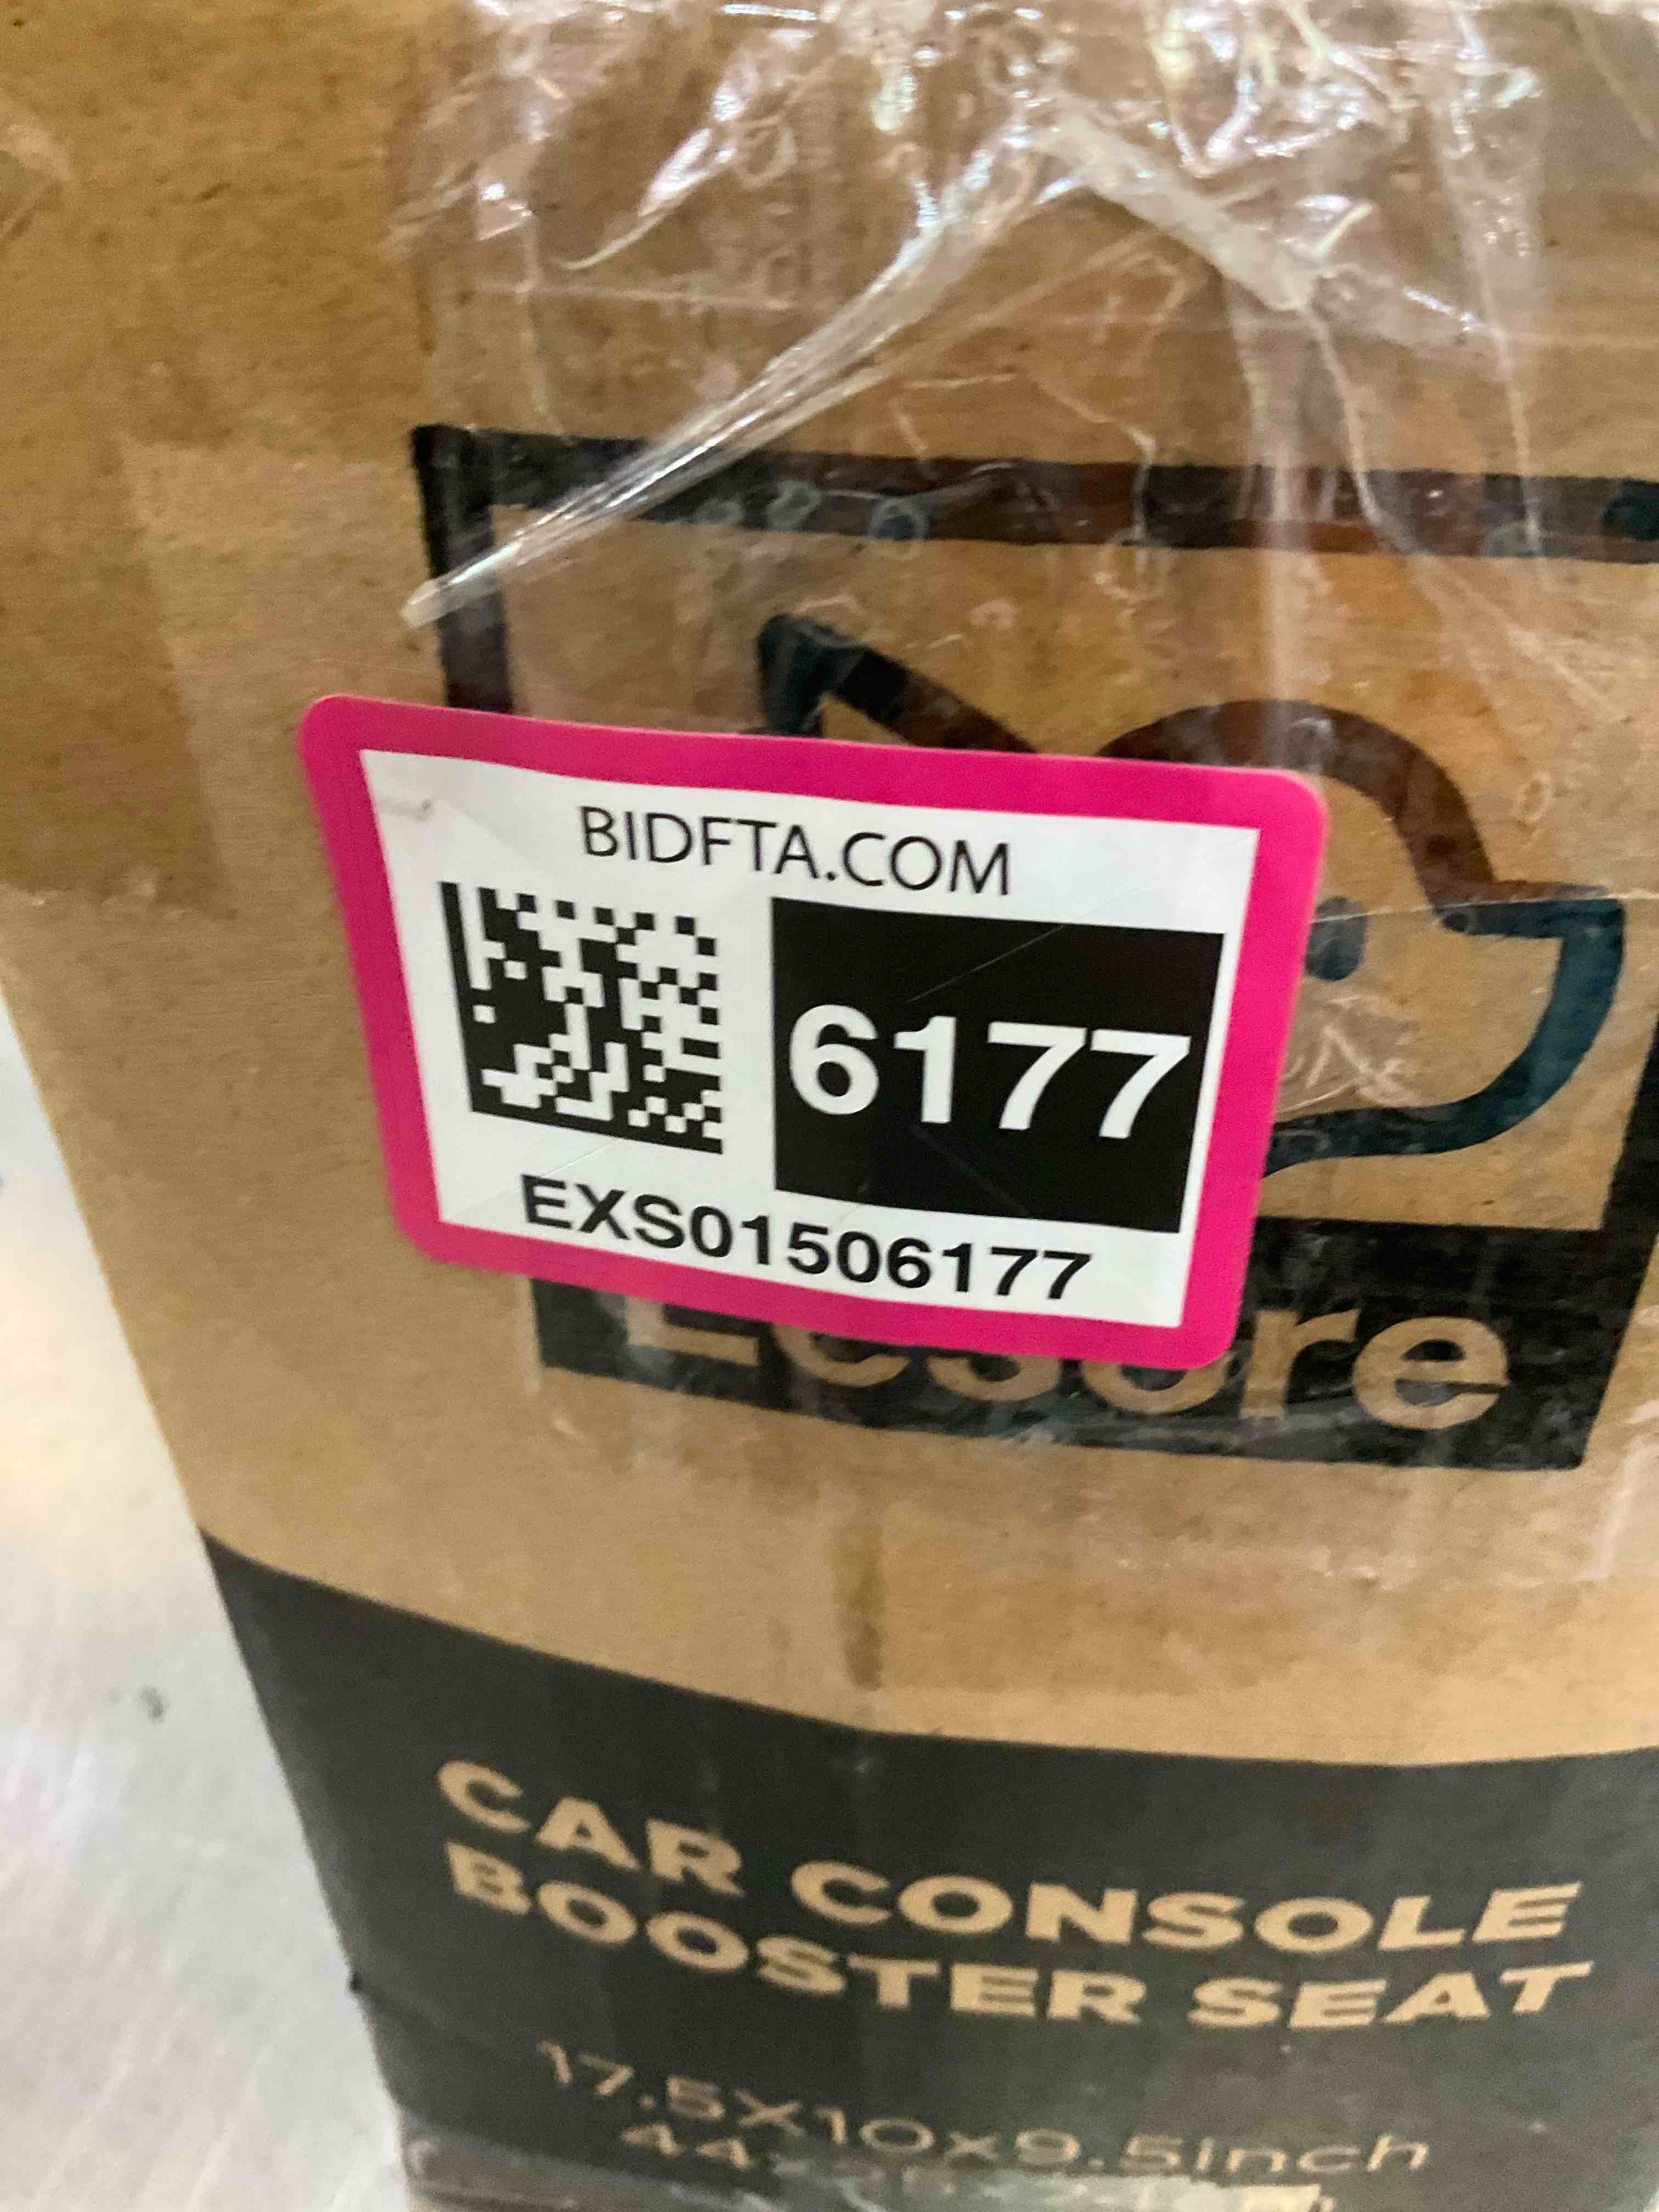 BIDFTA.COM
6177
EXS01506177
CAR CONSOLE
BOOSTER SEAT
17.5X10x9.5inch